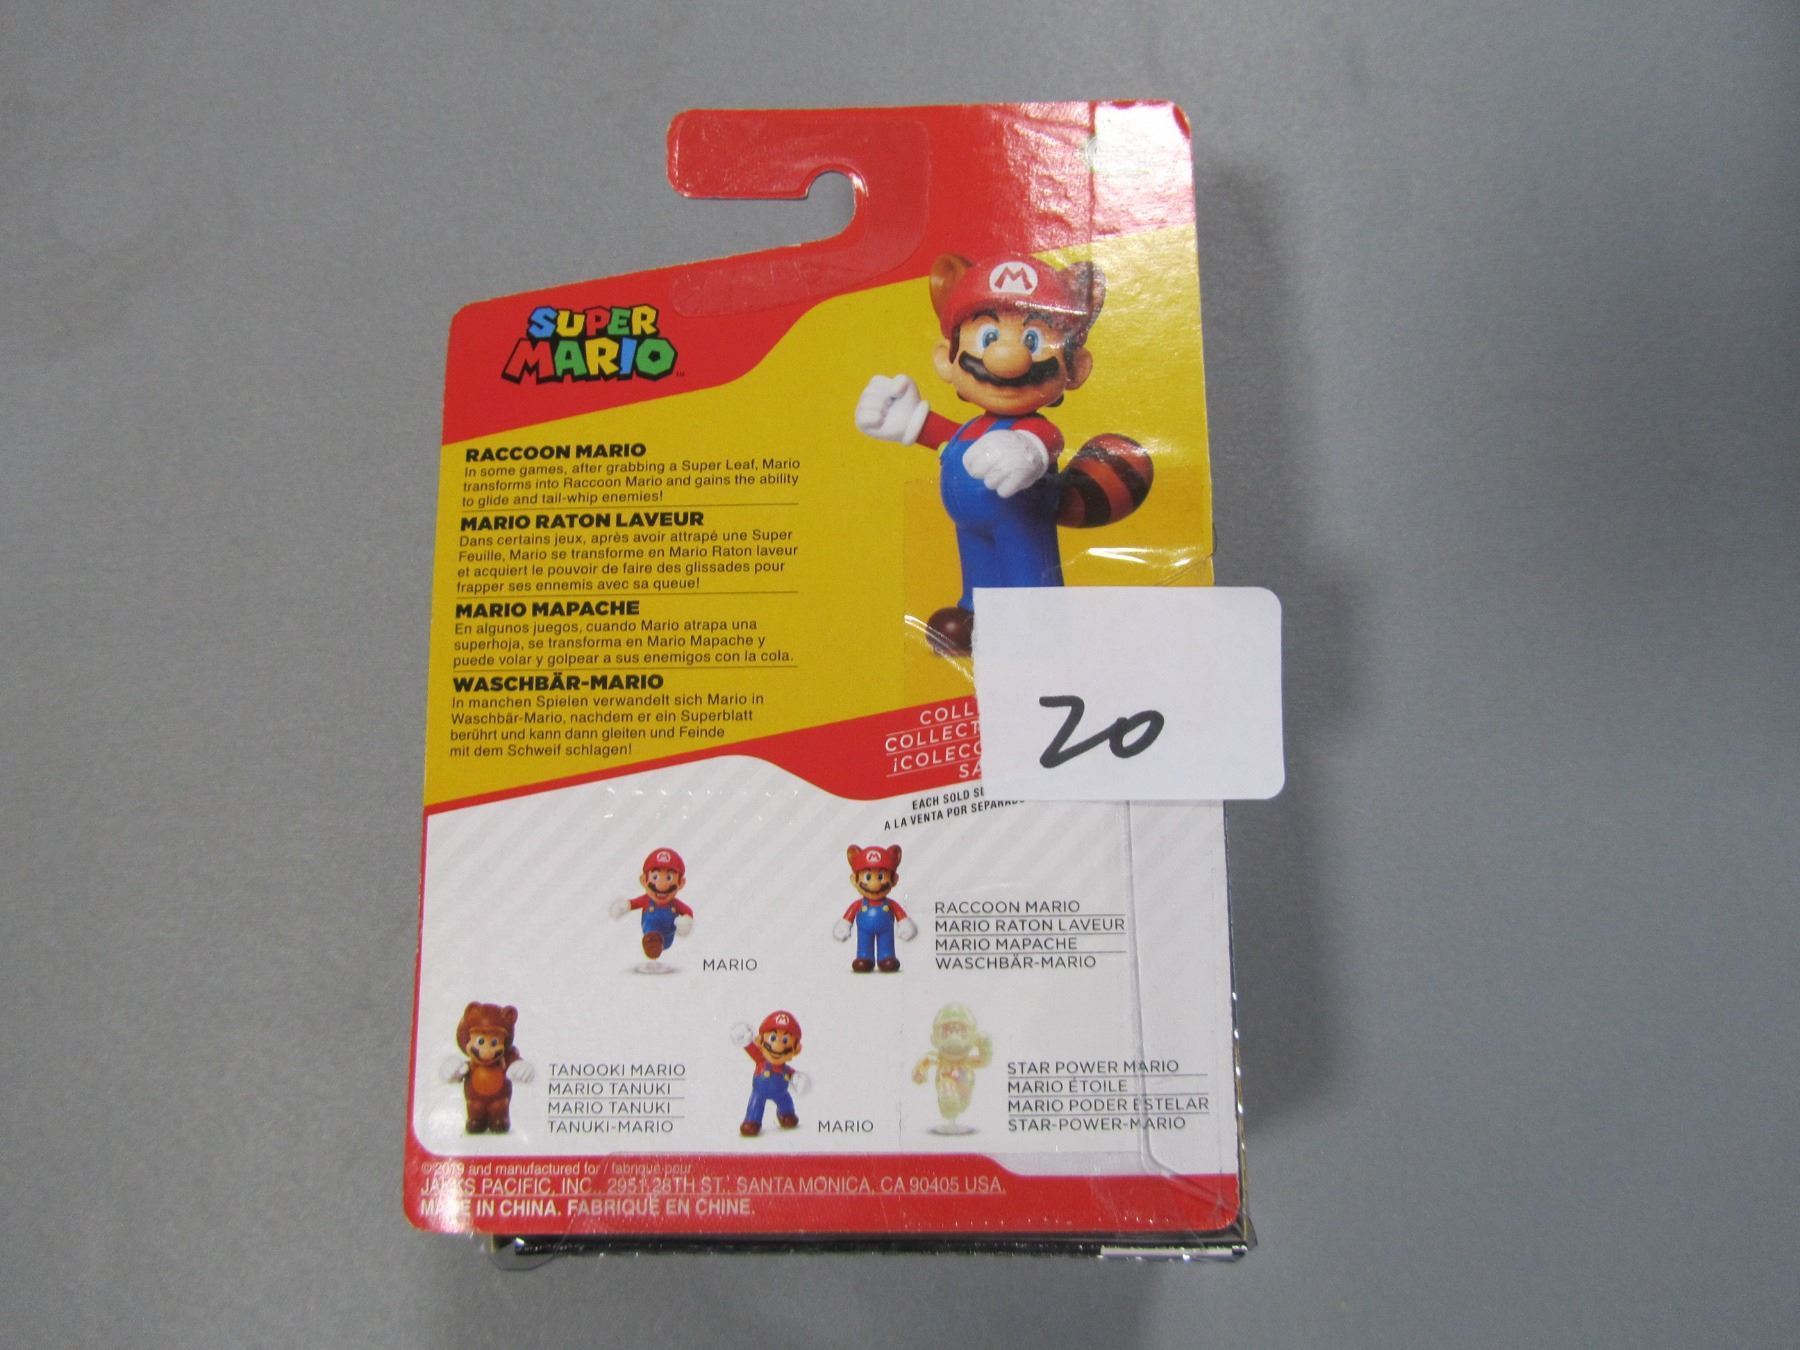 SUPER
MARIO
RACCOON MARIO
In some games, after grabbing a Super Leaf, Mario
transforms into Raccoon Mario and gains the ability
to glide and tail-whip enemies!
MARIO RATON LAVEUR
Dans certains jeux, après avoir attrapé une Super
Feuille, Mario se transforme en Mario Raton laveur
et acquiert le pouvoir de faire des glissades pour
frapper ses ennemis avec sa queue!
MARIO MAPACHE
En algunos juegos, cuando Mario atrapa una
superhoja, se transforma en Mario Mapache y
puede volar y golpear a sus enemigos con la cola.
WASCHBÄR-MARIO
In manchen Spielen verwandelt sich Mario in
Waschbär-Mario, nachdem er ein Superblatt
berührt und kann dann gleiten und Feinde
mit dem Schweif schlagen!
M
20
EACH SOLD
A LA VENTA POR
MARIO
RACCOON MARIO
MARIO RATON LAVEUR
MARIO MAPACHE
WASCHBÄR-MARIO
TANOOKI MARIO
MARIO TANUKI
MARIO TANUKI
TANUKI-MARIO
MARIO
STAR POWER MARIO
MARIO ÉTOILE
MARIO PODER ESTELAR
STAR-POWER-MARIO
©2019 and manufactured for / fabriqué pour
JAKKS PACIFIC, INC., 2951 28TH ST., SANTA MONICA, CA 90405 USA.
MADE IN CHINA. FABRIQUÉ EN CHINE.